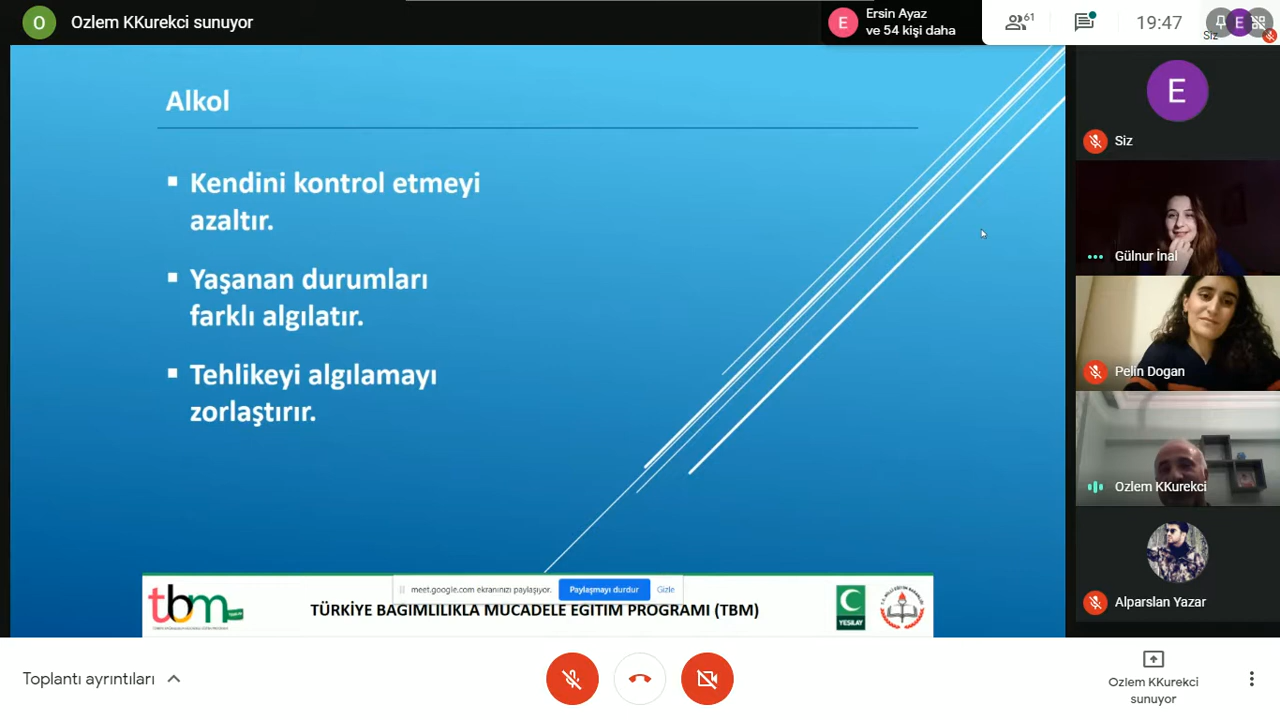 O
Ozlem KKurekci sunuyor
E
Ersin Ayaz
ve 54 kişi daha
61
19:47
E
Siz
Alkol
Kendini kontrol etmeyi
azaltır.
Yaşanan durumları
farklı algılatır.
Tehlikeyi algılamayı
zorlaştırır.
E
Siz
Gülnur İnal
Pelin Dogan
Ozlem KKurekci
Alparslan Yazar
meet.google.com ekranınızı paylaşıyor.
Paylaşmayı durdur
Gizle
tbm
TÜRKİYE BAGIMLILIKLA MUCADELE EGITIM PROGRAMI (TBM)
YEŞİLAY
Toplantı ayrıntıları
Ozlem KKurekci
sunuyor